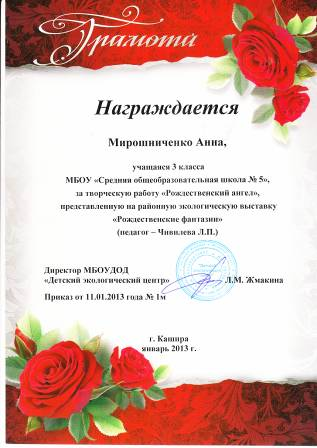 Грамота
Награждается
Мирошниченко Анна,
учащаяся 3 класса
МБОУ «Средняя общеобразовательная школа № 5»,
за творческую работу «Рождественский ангел»,
представленную на районную экологическую выставку
«Рождественские фантазии»
(педагог – Чивилева Л.П.)
Директор МБОУДОД
«Детский экологический центр» Л.М. Жмакина
Приказ от 11.01.2013 года № 1м
г. Кашира
январь 2013 г.